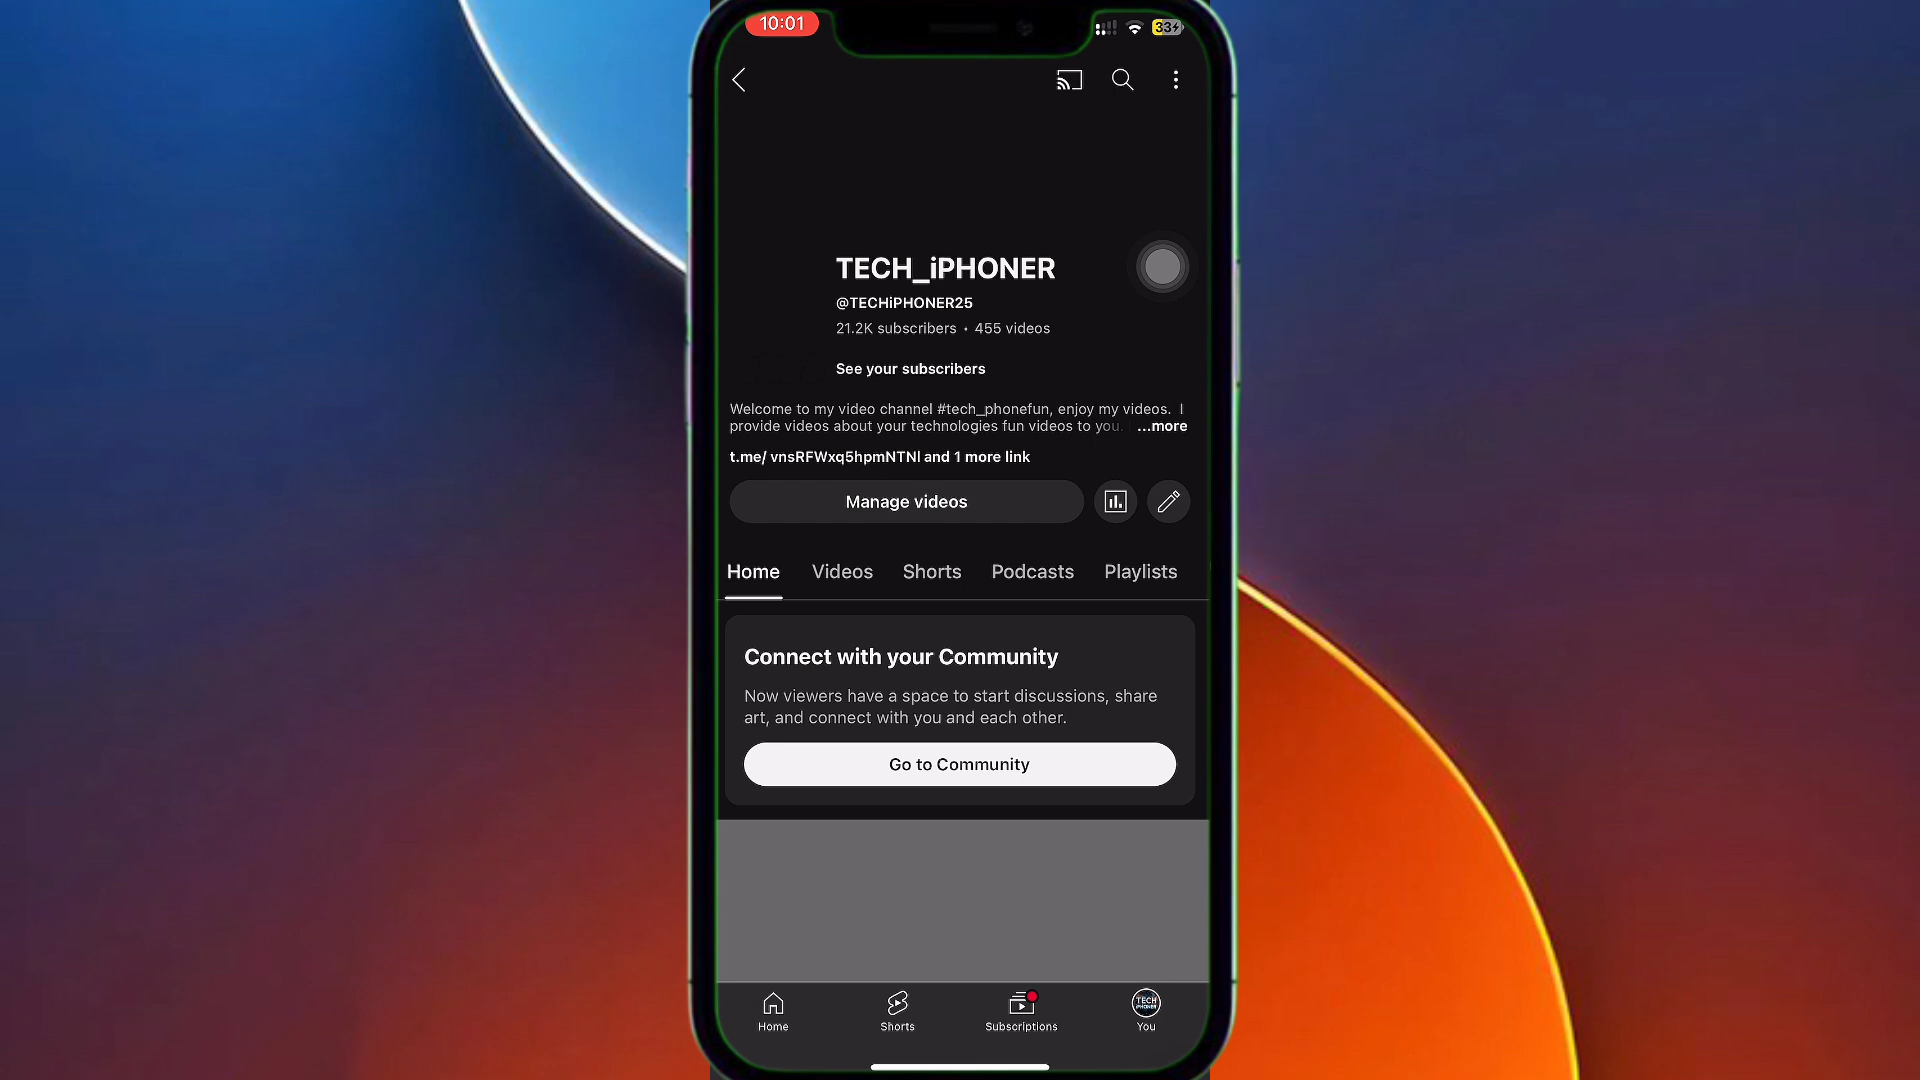 10:01
33
TECH_iPHONER
@TECHiPHONER25
21.2K subscribers • 455 videos
See your subscribers
Welcome to my video channel #tech_phonefun, enjoy my videos. I
provide videos about your technologies fun videos to you. ...more
t.me/ vnsRFWxq5hpmNTNl and 1 more link
Manage videos
Home Videos Shorts Podcasts Playlists
Connect with your Community
Now viewers have a space to start discussions, share
art, and connect with you and each other.
Go to Community
TECH
iPHONER
Home Shorts Subscriptions You